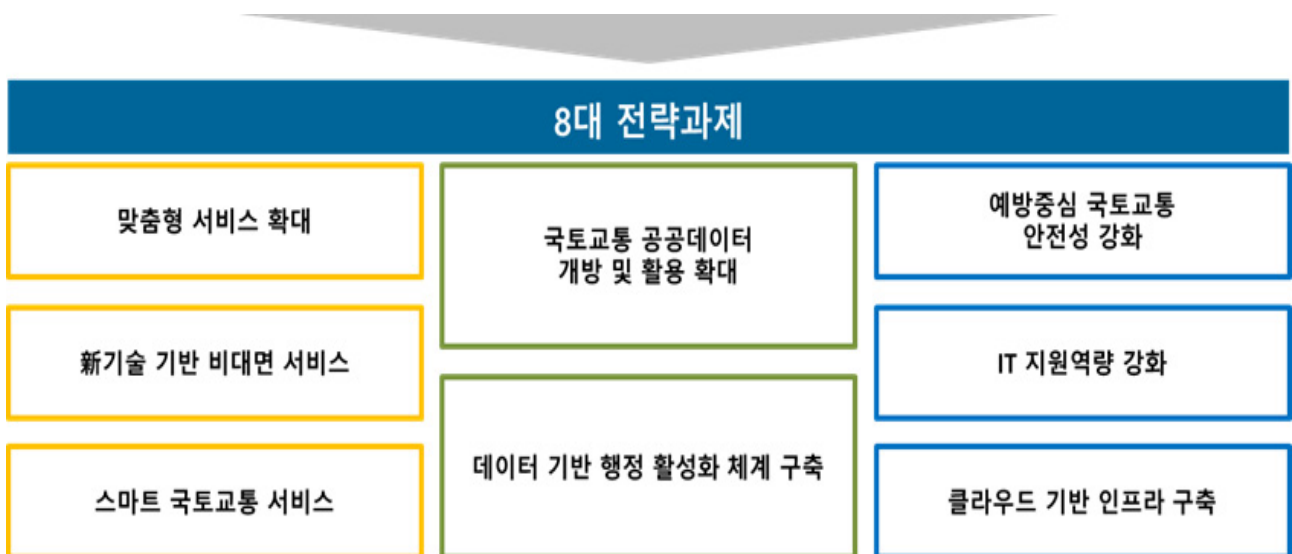 8대 전략과제
맞춤형 서비스 확대
新기술 기반 비대면 서비스
스마트 국토교통 서비스
국토교통 공공데이터
개방 및 활용 확대
데이터 기반 행정 활성화 체계 구축
예방중심 국토교통
안전성 강화
IT 지원역량 강화
클라우드 기반 인프라 구축